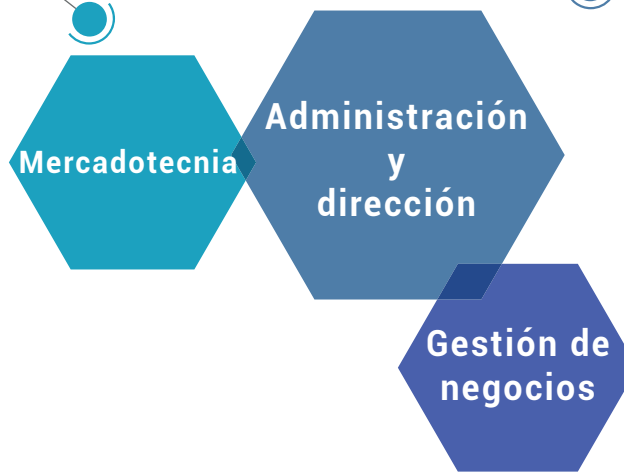 Mercadotecnia
Administración
y
dirección
Gestión de
negocios